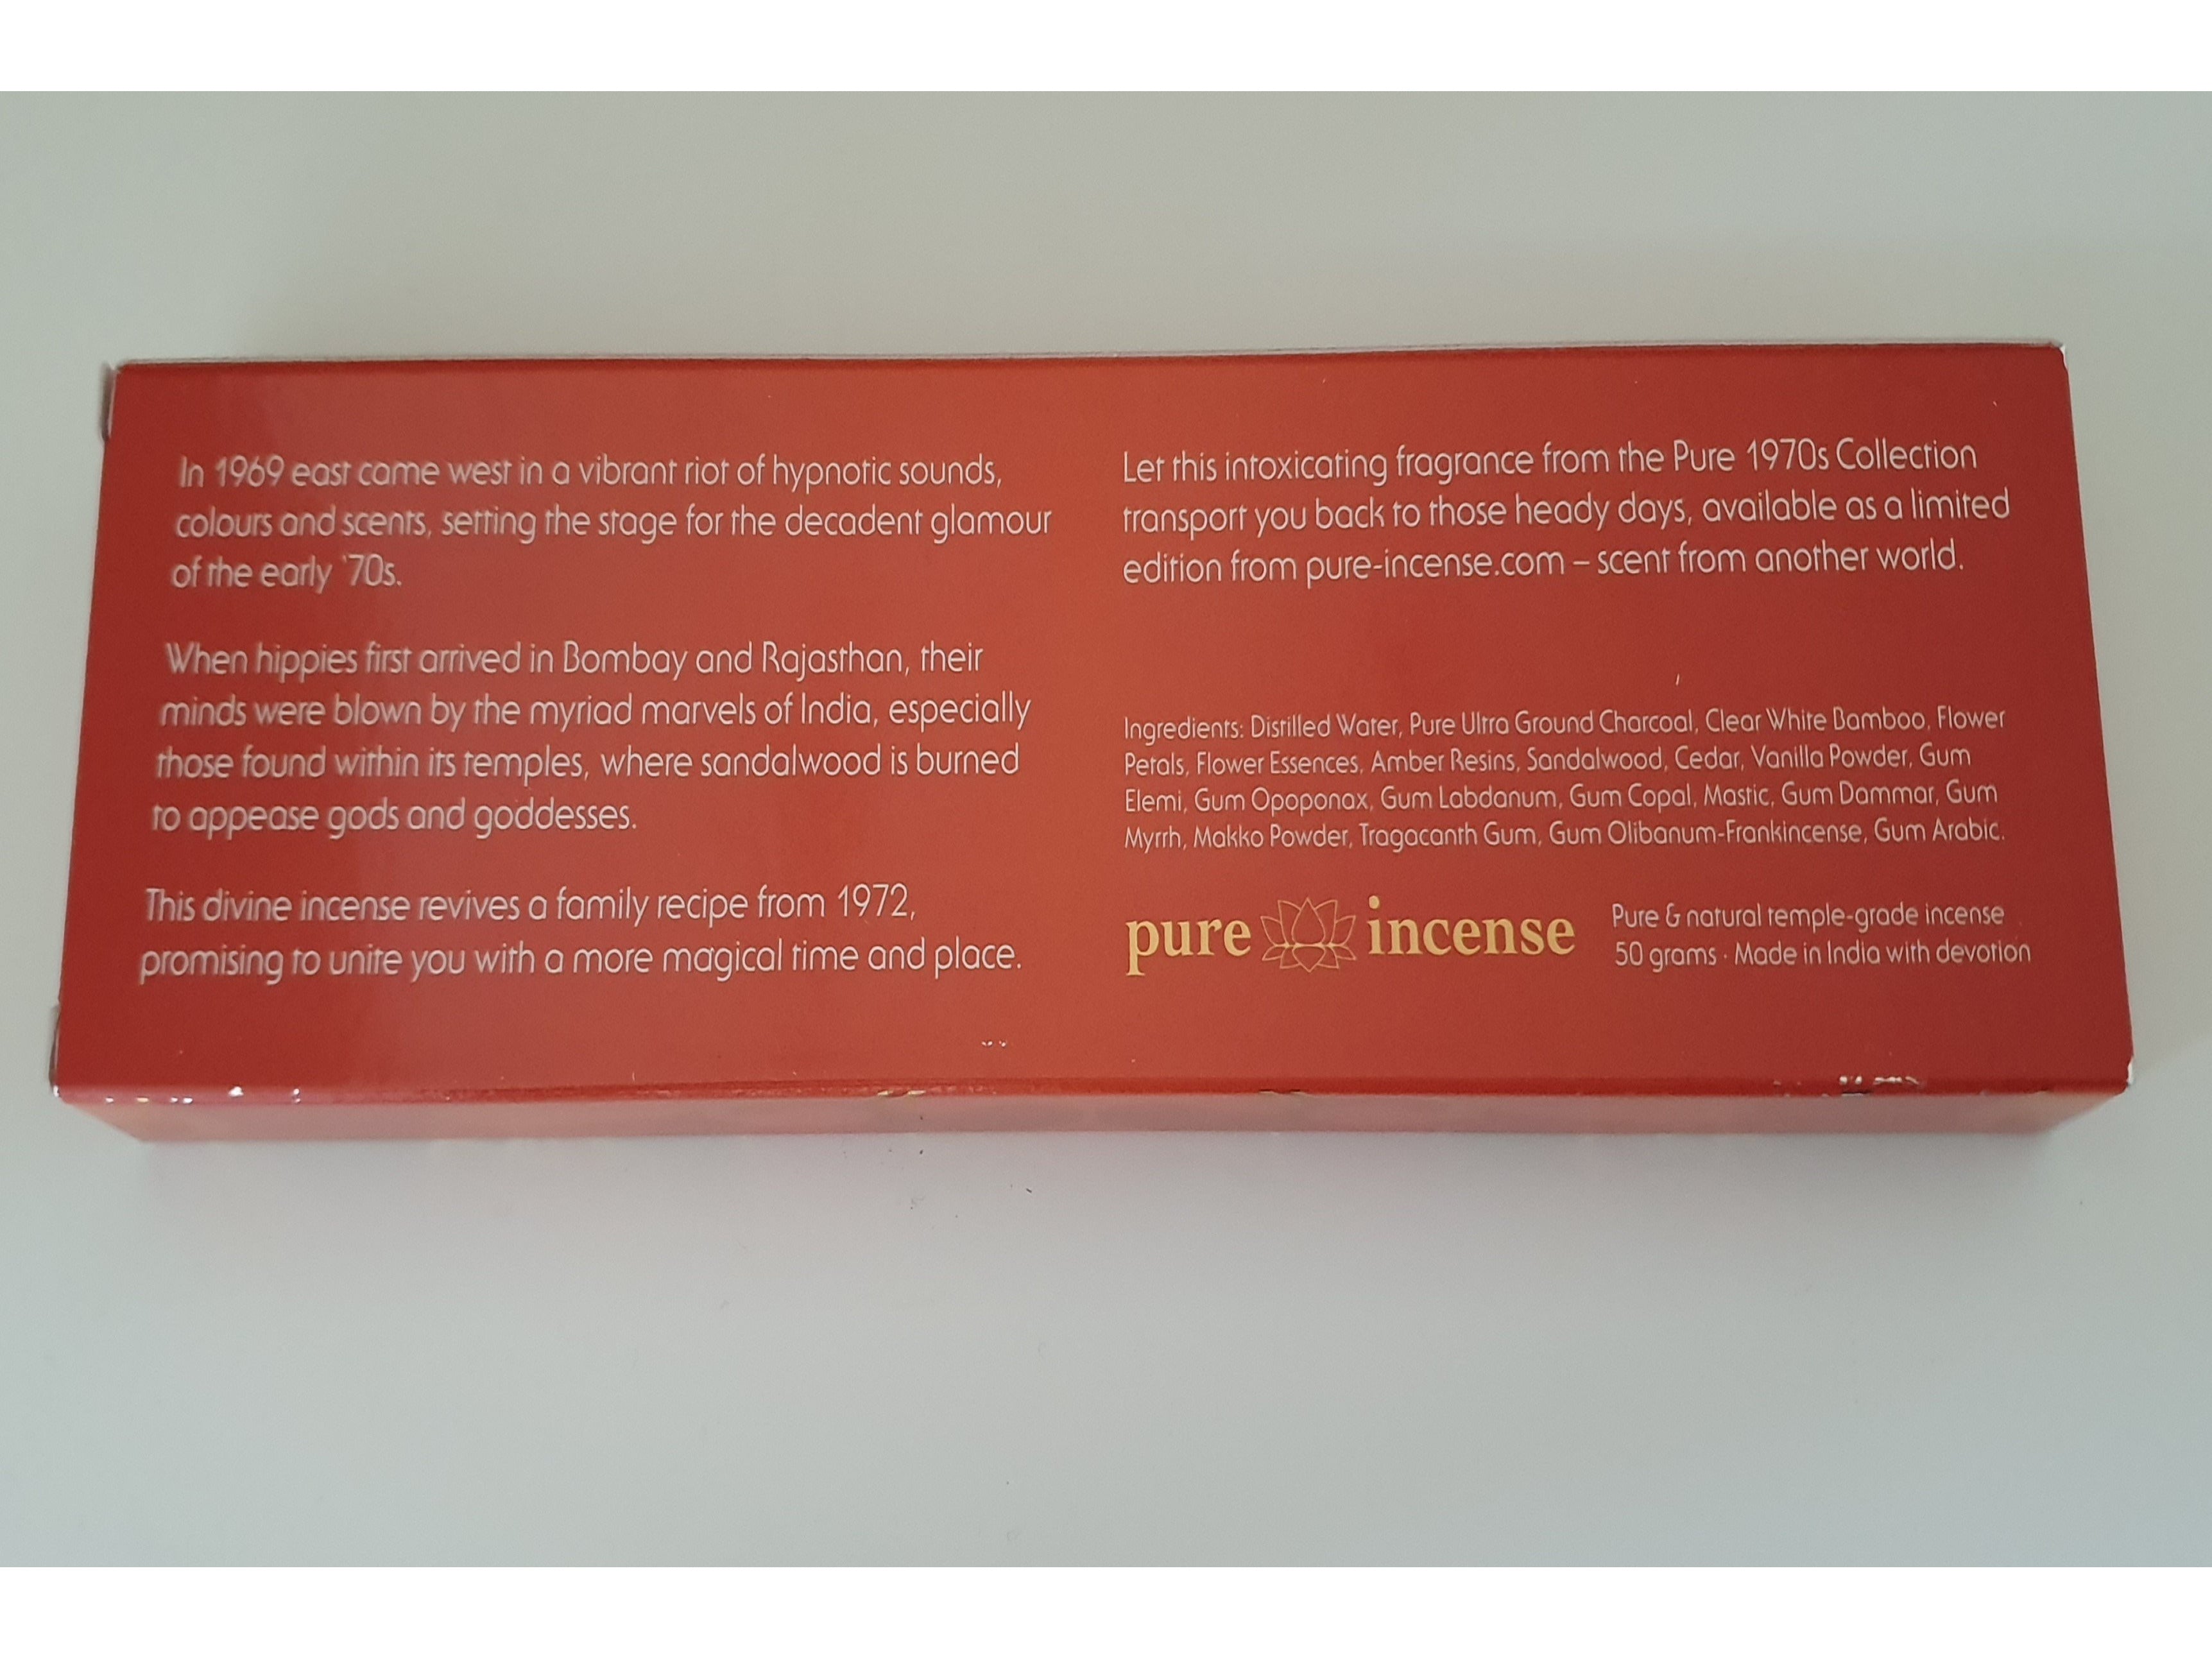 In 1969 east came west in a vibrant riot of hypnotic sounds,
colours and scents, setting the stage for the decadent glamour
of the early '70s.
When hippies first arrived in Bombay and Rajasthan, their
minds were blown by the myriad marvels of India, especially
those found within its temples, where sandalwood is burned
to appease gods and goddesses.
This divine incense revives a family recipe from 1972,
promising to unite you with a more magical time and place.
Let this intoxicating fragrance from the Pure 1970s Collection
transport you back to those heady days, available as a limited
edition from pure-incense.com – scent from another world.
Ingredients: Distilled Water, Pure Ultra Ground Charcoal, Clear White Bamboo, Flower
Petals, Flower Essences, Amber Resins, Sandalwood, Cedar, Vanilla Powder, Gum
Elemi, Gum Opoponax, Gum Labdanum, Gum Copal, Mastic, Gum Dammar, Gum
Myrrh, Makko Powder, Tragacanth Gum, Gum Olibanum-Frankincense, Gum Arabic.
pure incense
Pure & natural temple-grade incense
50 grams · Made in India with devotion